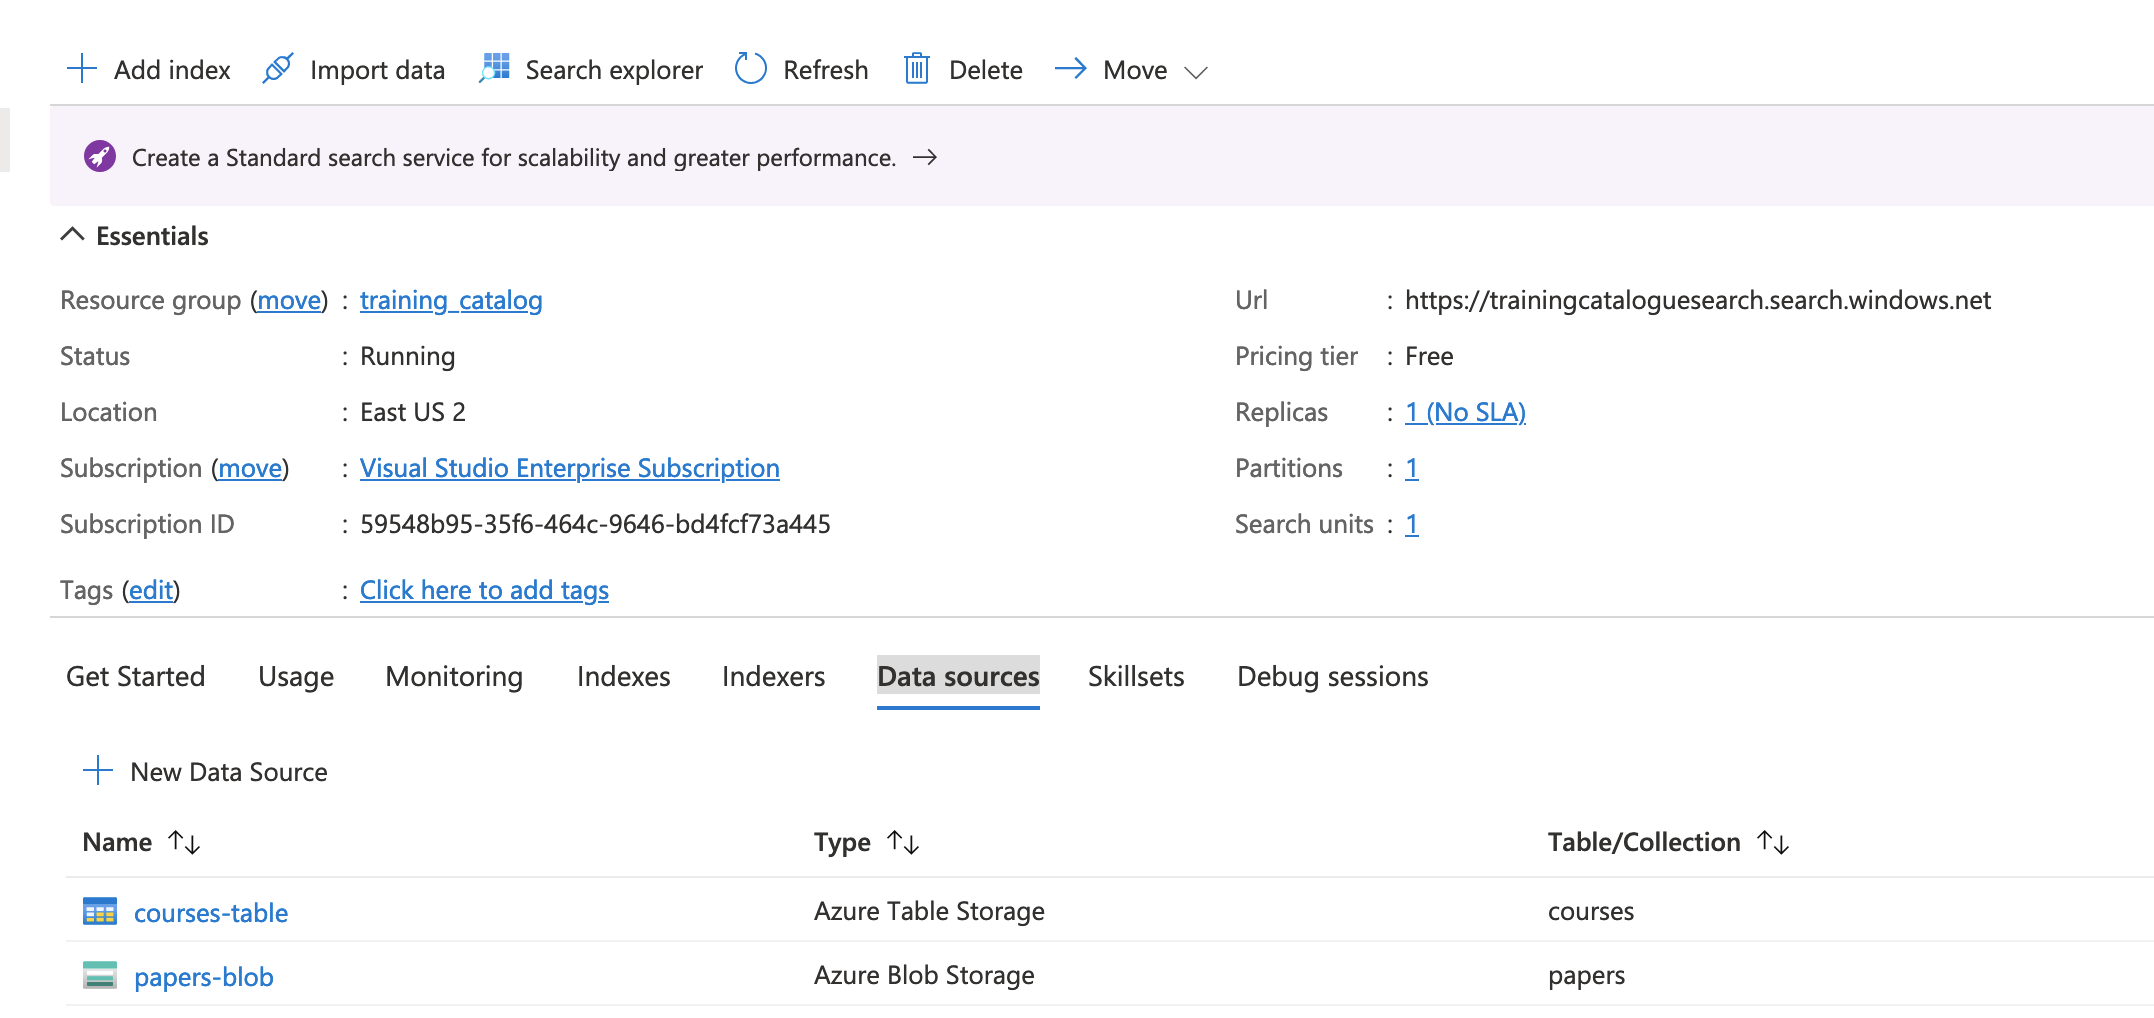 Add index Import data Search explorer Refresh Delete Move
Create a Standard search service for scalability and greater performance. →
Essentials
Resource group (move) : training_catalog
Status : Running
Location : East US 2
Subscription (move) : Visual Studio Enterprise Subscription
Subscription ID : 59548b95-35f6-464c-9646-bd4fcf73a445
Tags (edit) : Click here to add tags
Url : https://trainingcataloguesearch.search.windows.net
Pricing tier : Free
Replicas : 1 (No SLA)
Partitions : 1
Search units : 1
Get Started Usage Monitoring Indexes Indexers Data sources Skillsets Debug sessions
New Data Source
Name ↑↓ Type ↑↓ Table/Collection ↑↓
courses-table Azure Table Storage courses
papers-blob Azure Blob Storage papers